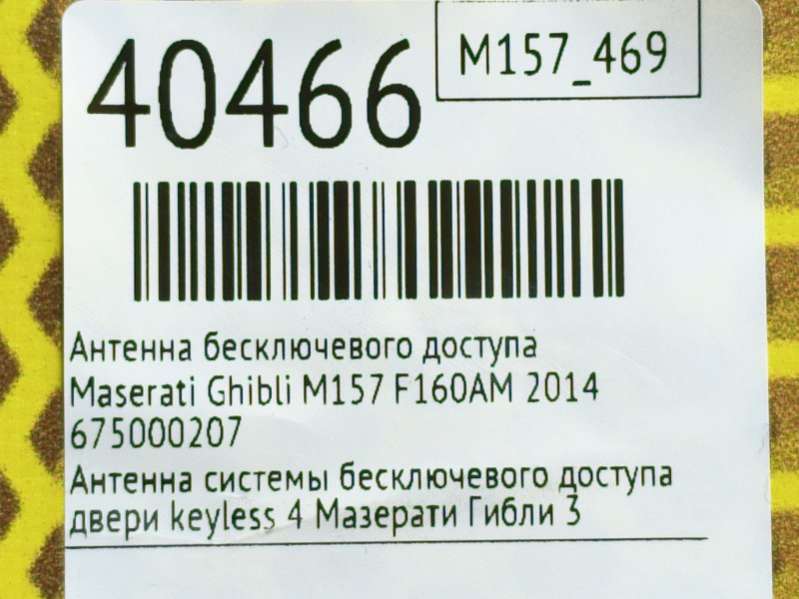 40466
M157_469
Антенна бесключевого доступа
Maserati Ghibli M157 F160AM 2014
675000207
Антенна системы бесключевого доступа
двери keyless 4 Мазерати Гибли 3